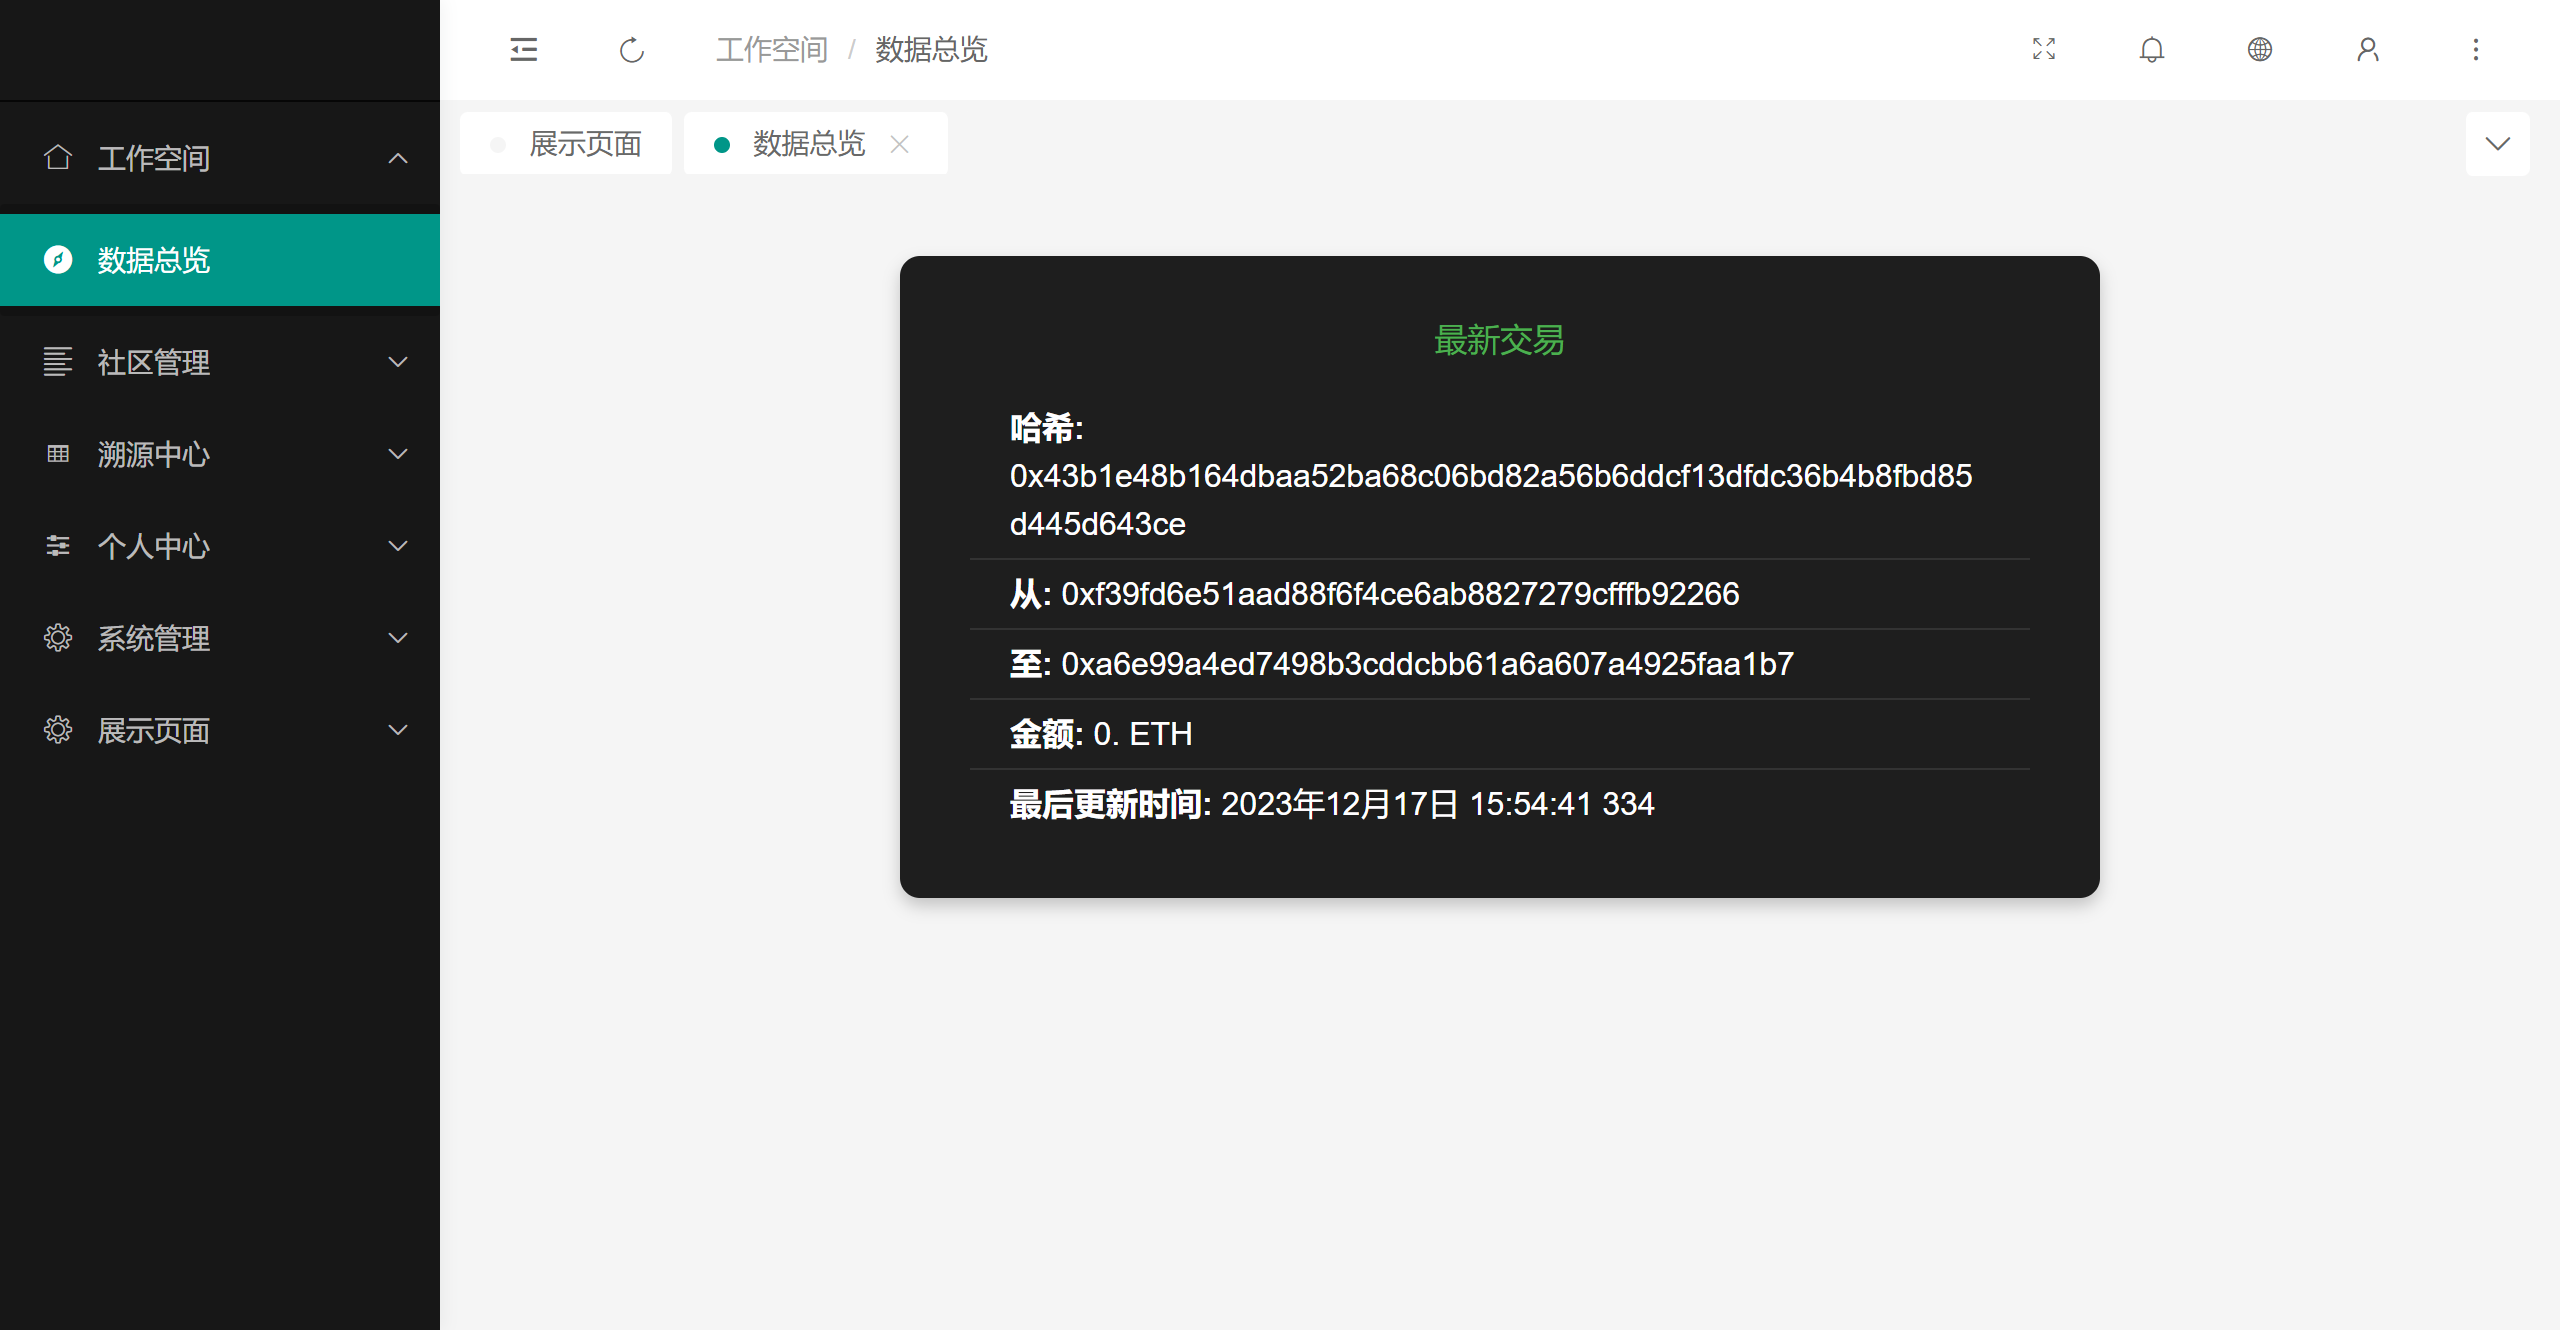 工作空间 / 数据总览
工作空间
数据总览
社区管理
溯源中心
个人中心
系统管理
展示页面
展示页面
数据总览
最新交易
哈希:
0x43b1e48b164dbaa52ba68c06bd82a56b6ddcf13dfdc36b4b8fbd85
d445d643ce
从: 0xf39fd6e51aad88f6f4ce6ab8827279cfffb92266
至: 0xa6e99a4ed7498b3cddcbb61a6a607a4925faa1b7
金额: 0. ETH
最后更新时间: 2023年12月17日 15:54:41 334